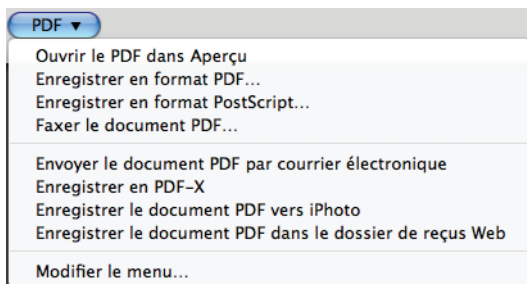 PDF ▼
Ouvrir le PDF dans Aperçu
Enregistrer en format PDF...
Enregistrer en format PostScript...
Faxer le document PDF...
Envoyer le document PDF par courrier électronique
Enregistrer en PDF-X
Enregistrer le document PDF vers iPhoto
Enregistrer le document PDF dans le dossier de reçus Web
Modifier le menu...